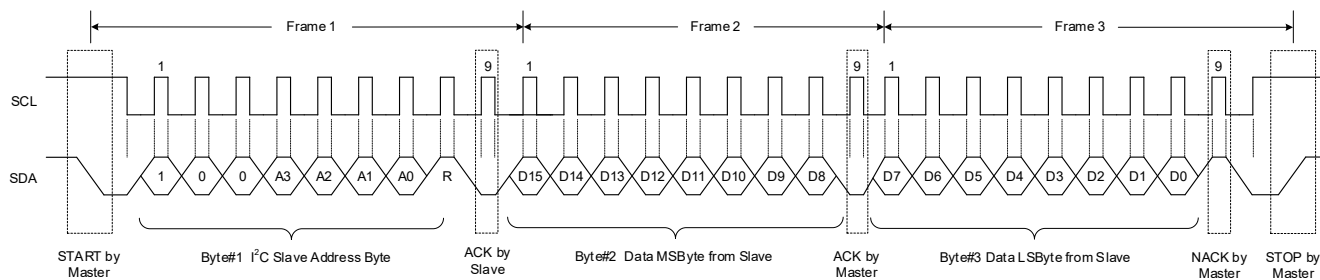 Frame 1 Frame 2 Frame 3
1 9 1 9 1 9
SCL
SDA 1 0 0 A3 A2 A1 A0 R D15 D14 D13 D12 D11 D10 D9 D8 D7 D6 D5 D4 D3 D2 D1 D0
START by Master
Byte#1 I²C Slave Address Byte
ACK by Slave
Byte#2 Data MSByte from Slave
ACK by Master
Byte#3 Data LSByte from Slave
NACK by Master
STOP by Master